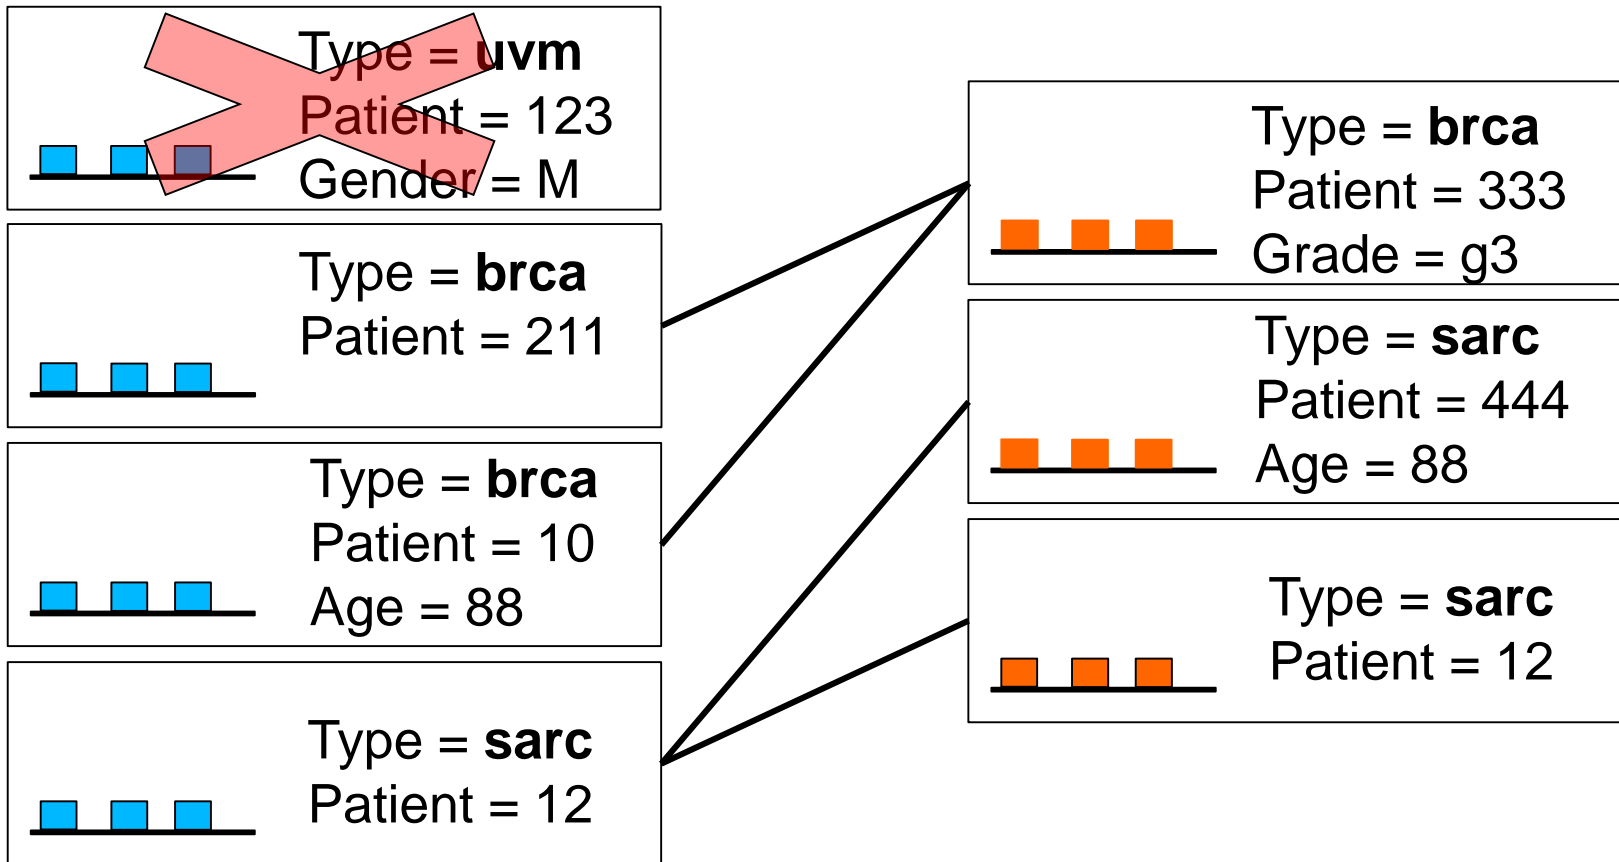 Type = uvm
Patient = 123
Gender = M
Type = brca
Patient = 211
Type = brca
Patient = 10
Age = 88
Type = sarc
Patient = 12
Type = brca
Patient = 333
Grade = g3
Type = sarc
Patient = 444
Age = 88
Type = sarc
Patient = 12